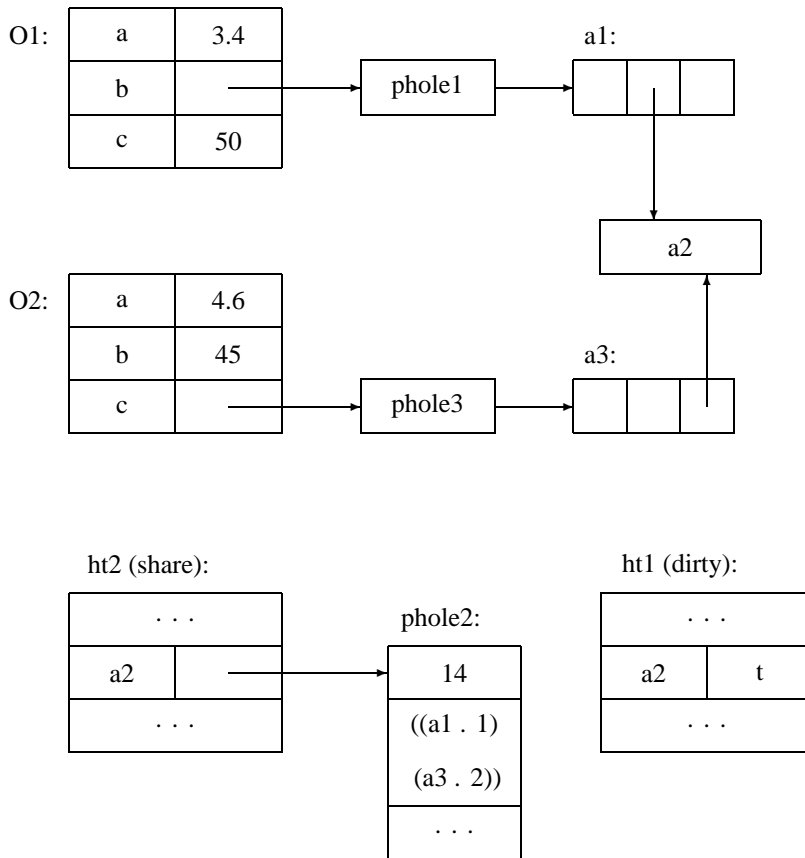 O1:
a 3.4
b
c 50
phole1
a1:
a2
O2:
a 4.6
b 45
c
phole3
a3:
ht2 (share):
. . .
a2
. . .
phole2:
14
((a1 . 1)
(a3 . 2))
. . .
ht1 (dirty):
. . .
a2 t
. . .